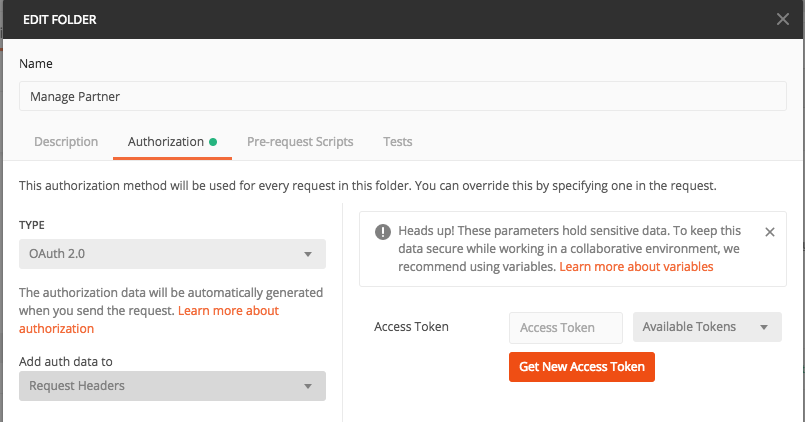 EDIT FOLDER
Name
Manage Partner
Description
Authorization
Pre-request Scripts
Tests
This authorization method will be used for every request in this folder. You can override this by specifying one in the request.
TYPE
OAuth 2.0
The authorization data will be automatically generated
when you send the request. Learn more about
authorization
Add auth data to
Request Headers
Heads up! These parameters hold sensitive data. To keep this
data secure while working in a collaborative environment, we
recommend using variables. Learn more about variables
Access Token
Access Token
Available Tokens
Get New Access Token